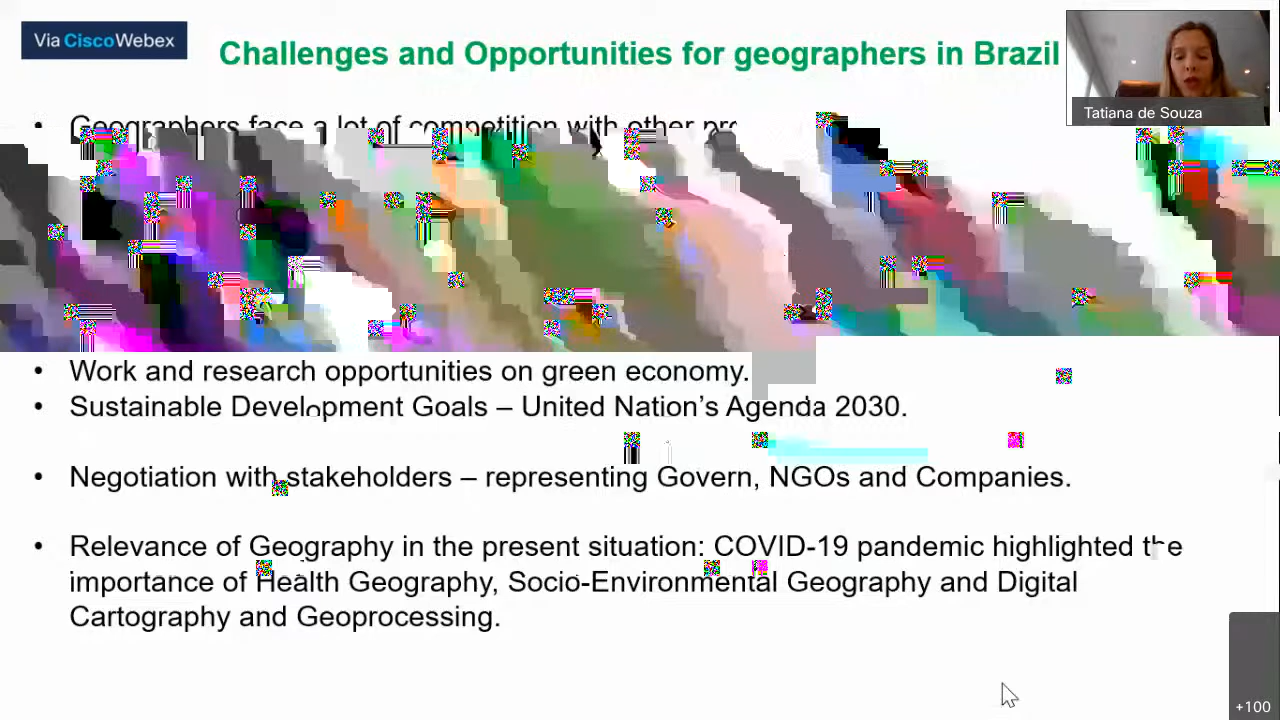 Via Cisco Webex
Challenges and Opportunities for geographers in Brazil
Tatiana de Souza
• Geographers face a lot of competition with other
• Work and research opportunities on green economy.
• Sustainable Development Goals – United Nation’s Agenda 2030.
• Negotiation with stakeholders – representing Govern, NGOs and Companies.
• Relevance of Geography in the present situation: COVID-19 pandemic highlighted the
importance of Health Geography, Socio-Environmental Geography and Digital
Cartography and Geoprocessing.
+100